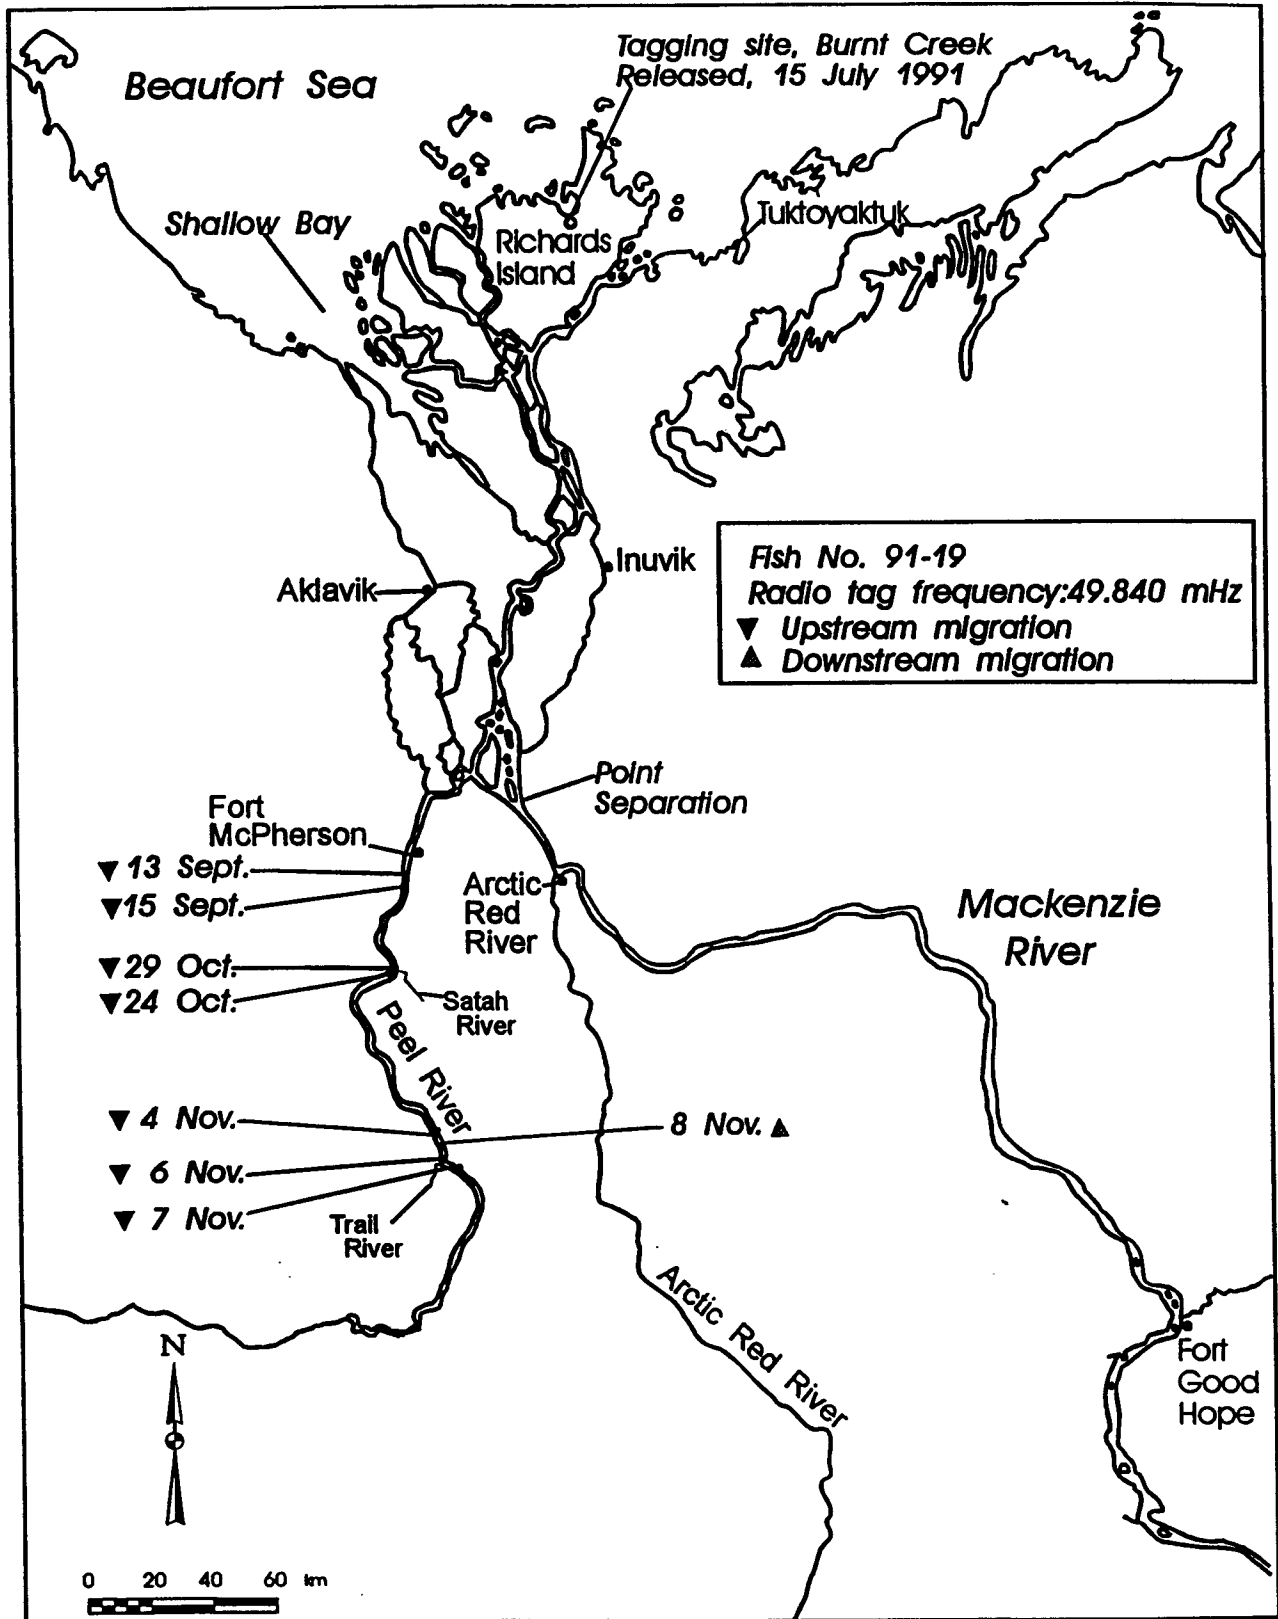 Tagging site, Burnt Creek
Released, 15 July 1991
Beaufort Sea
Shallow Bay
Richards
Island
Tuktoyaktuk
Inuvik
Aklavik
Fish No. 91-19
Radio tag frequency:49.840 mHz
▼ Upstream migration
▲ Downstream migration
Point
Separation
Fort
McPherson
▼ 13 Sept.
▼15 Sept.
Arctic
Red
River
Mackenzie
River
▼29 Oct.
▼24 Oct.
Satah
River
Peel River
▼ 4 Nov.
8 Nov. ▲
▼ 6 Nov.
▼ 7 Nov.
Trail
River
Arctic Red River
N
Fort
Good
Hope
0 20 40 60 km